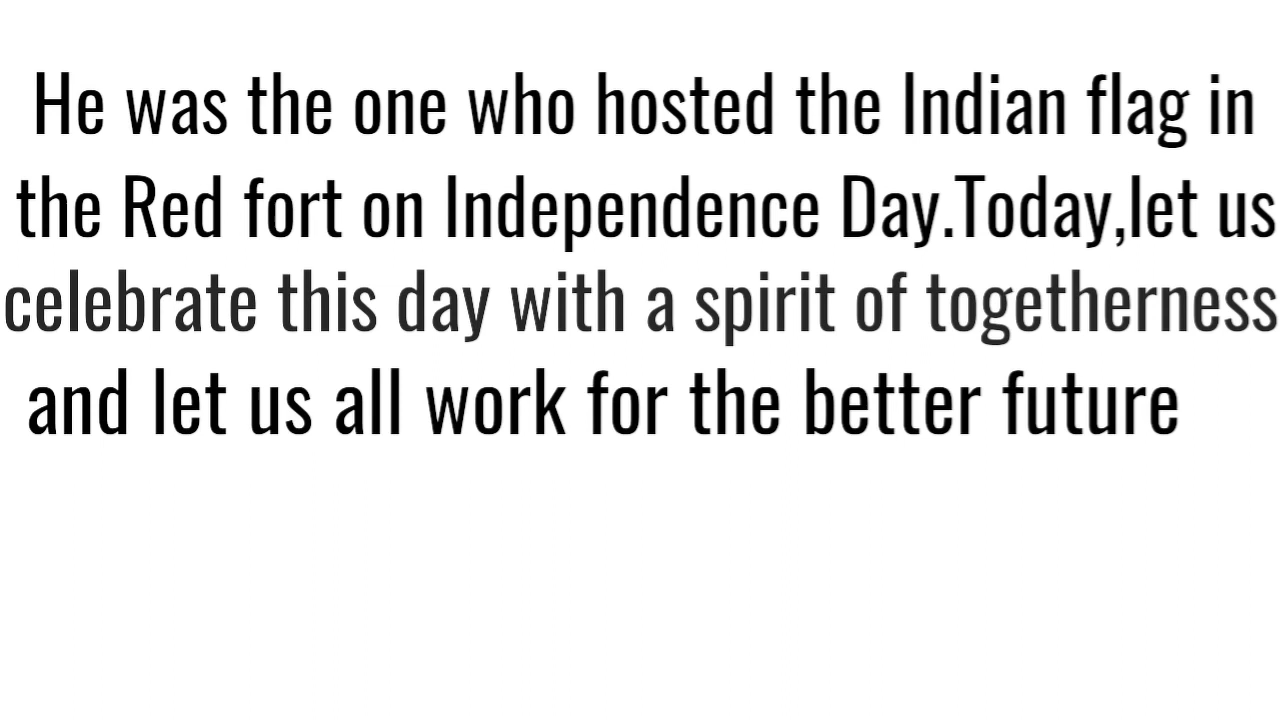 He was the one who hosted the Indian flag in
the Red fort on Independence Day.Today,let us
celebrate this day with a spirit of togetherness
and let us all work for the better future